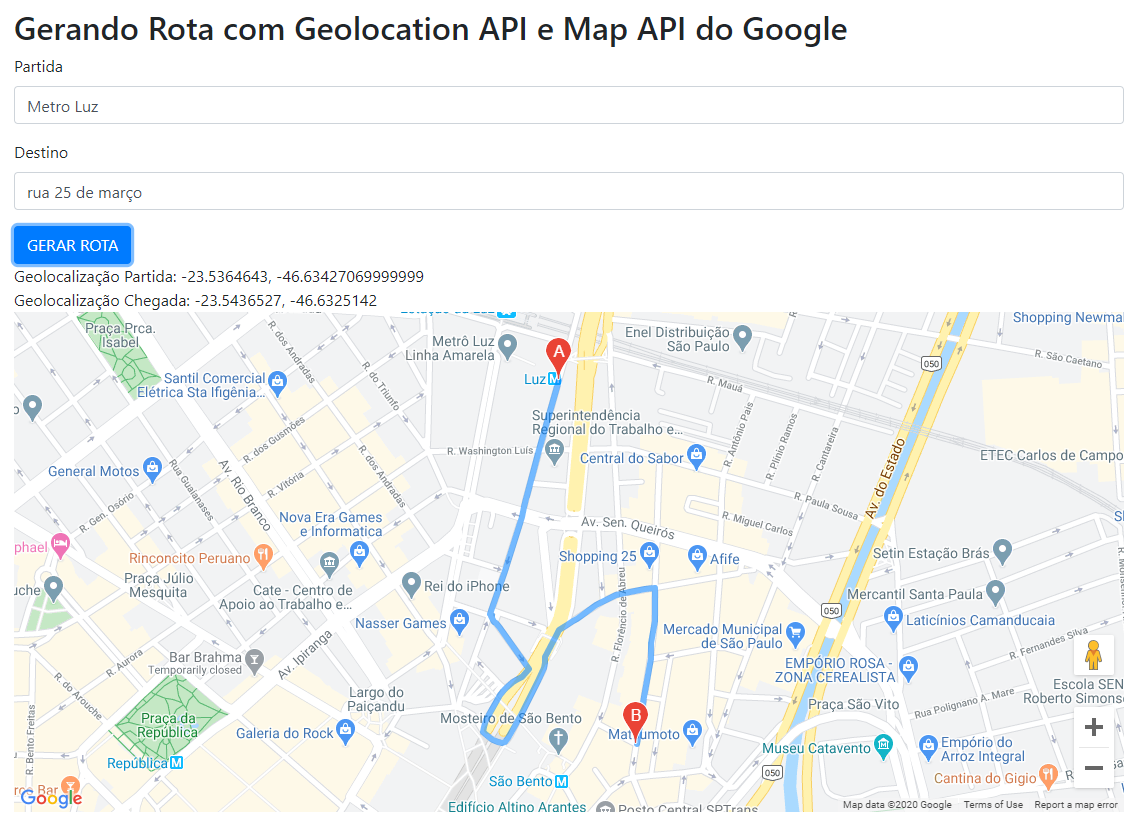 Gerando Rota com Geolocation API e Map API do Google
Partida
Metro Luz
Destino
rua 25 de março
GERAR ROTA
Geolocalização Partida: -23.5364643, -46.63427069999999
Geolocalização Chegada: -23.5436527, -46.6325142
Praça Prca.
Isabel
R. dos Andradas
Metrô Luz
Linha Amarela
A
Luz
M
Enel Distribuição
São Paulo
Shopping Newmal
050
R. São Caetano
Santil Comercial
Elétrica Sta Ifigênia...
R. do Triunfo
R. Mauá
Superintendência
Regional do Trabalho e...
R. Antônio Pais
R. Plínio Ramos
R. Cantareira
R. dos Gusmões
R. Washington Luís
Central do Sabor
ETEC Carlos de Campo
General Motos
Av. Rio Branco
Rua Guaianases
R. Vitória
R. dos Andradas
R. Gen. Osório
Av. do Estado
R. Paula Sousa
R. Miguel Carlos
Nova Era Games
e Informatica
Av. Sen. Queirós
phael
Rinconcito Peruano
Shopping 25
Afife
Setin Estação Brás
Praça Júlio
Mesquita
Cate - Centro de
Apoio ao Trabalho e...
Rei do iPhone
R. Florêncio de Abreu
Mercantil Santa Paula
uche
050
Nasser Games
Laticínios Camanducaia
Mercado Municipal
de São Paulo
R. Fernandes Silva
Av. Ipiranga
R. Aurora
Bar Brahma
Temporarily closed
EMPÓRIO ROSA -
ZONA CEREALISTA
Escola SEN
Roberto Simonse
R. do Arouche
Largo do
Paiçandu
Rua Polignano A. Mare
Praça São Vito
R. Bento Freitas
Praça da
República
Mosteiro de São Bento
B
Galeria do Rock
República
M
Museu Catavento
Empório do
Arroz Integral
São Bento
M
050
Cantina do Gigio
Google
Edifício Altino Arantes
Posto Central SPTrans
Map data ©2020 Google
Terms of Use
Report a map error